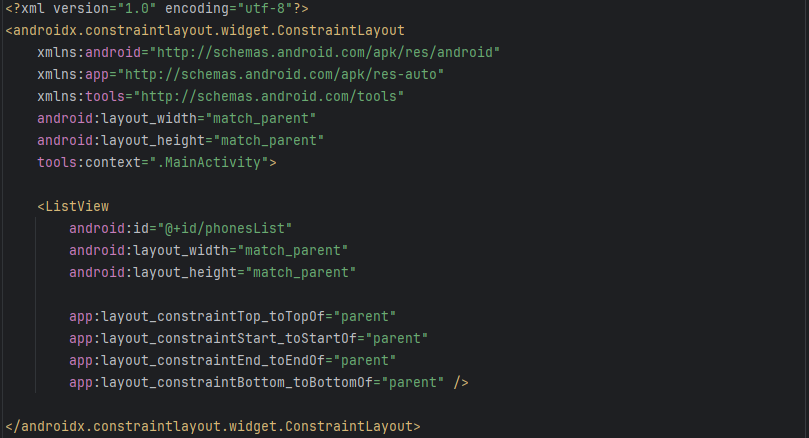 <?xml version="1.0" encoding="utf-8"?>
<androidx.constraintlayout.widget.ConstraintLayout
    xmlns:android="http://schemas.android.com/apk/res/android"
    xmlns:app="http://schemas.android.com/apk/res-auto"
    xmlns:tools="http://schemas.android.com/tools"
    android:layout_width="match_parent"
    android:layout_height="match_parent"
    tools:context=".MainActivity">

    <ListView
        android:id="@+id/phonesList"
        android:layout_width="match_parent"
        android:layout_height="match_parent"

        app:layout_constraintTop_toTopOf="parent"
        app:layout_constraintStart_toStartOf="parent"
        app:layout_constraintEnd_toEndOf="parent"
        app:layout_constraintBottom_toBottomOf="parent" />

</androidx.constraintlayout.widget.ConstraintLayout>